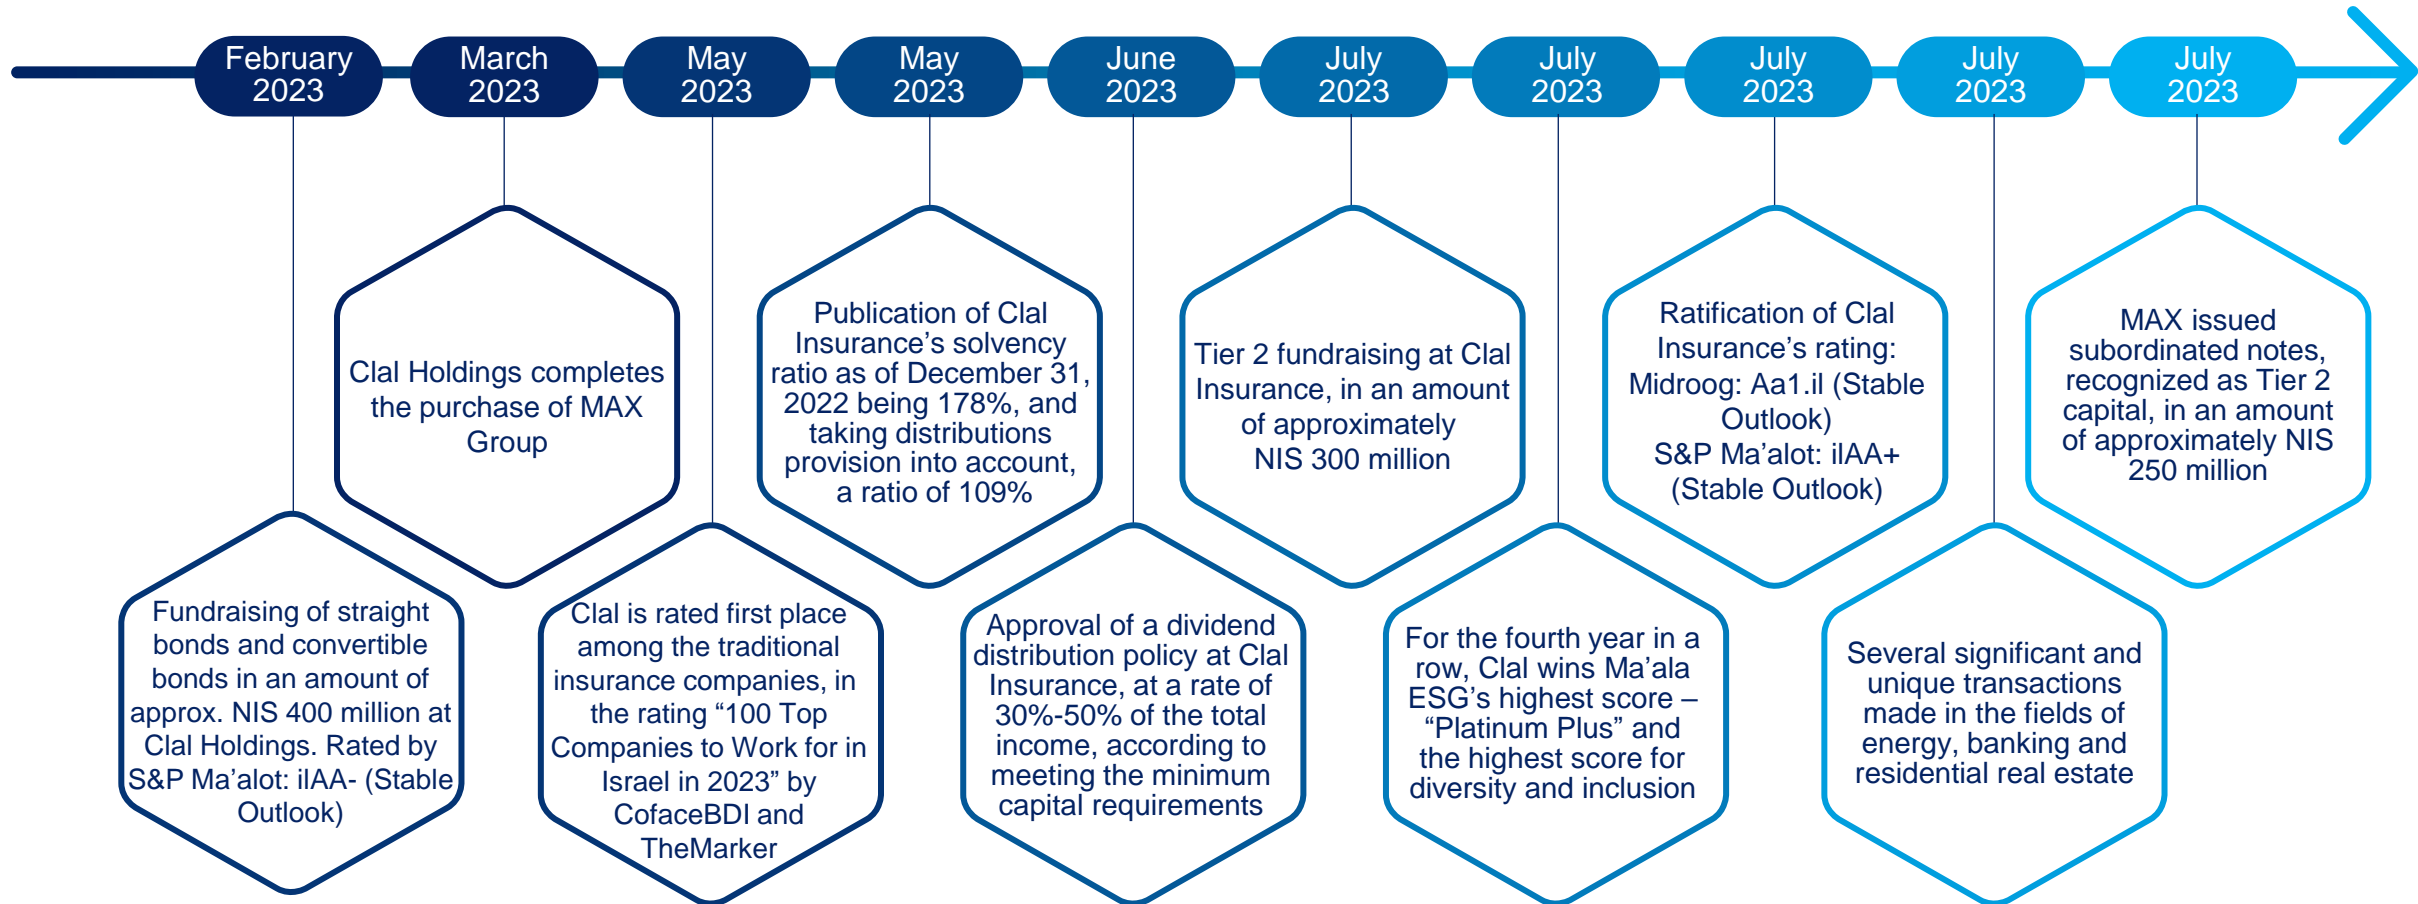 February
2023
March
2023
May
2023
May
2023
June
2023
July
2023
July
2023
July
2023
July
2023
July
2023
Fundraising of straight
bonds and convertible
bonds in an amount of
approx. NIS 400 million at
Clal Holdings. Rated by
S&P Ma’alot: ilAA- (Stable
Outlook)
Clal Holdings completes
the purchase of MAX
Group
Clal is rated first place
among the traditional
insurance companies, in
the rating “100 Top
Companies to Work for in
Israel in 2023” by
CofaceBDI and
TheMarker
Publication of Clal
Insurance’s solvency
ratio as of December 31,
2022 being 178%, and
taking distributions
provision into account,
a ratio of 109%
Approval of a dividend
distribution policy at Clal
Insurance, at a rate of
30%-50% of the total
income, according to
meeting the minimum
capital requirements
Tier 2 fundraising at Clal
Insurance, in an amount
of approximately
NIS 300 million
For the fourth year in a
row, Clal wins Ma’ala
ESG’s highest score –
“Platinum Plus” and
the highest score for
diversity and inclusion
Ratification of Clal
Insurance’s rating:
Midroog: Aa1.il (Stable
Outlook)
S&P Ma’alot: ilAA+
(Stable Outlook)
Several significant and
unique transactions
made in the fields of
energy, banking and
residential real estate
MAX issued
subordinated notes,
recognized as Tier 2
capital, in an amount
of approximately NIS
250 million